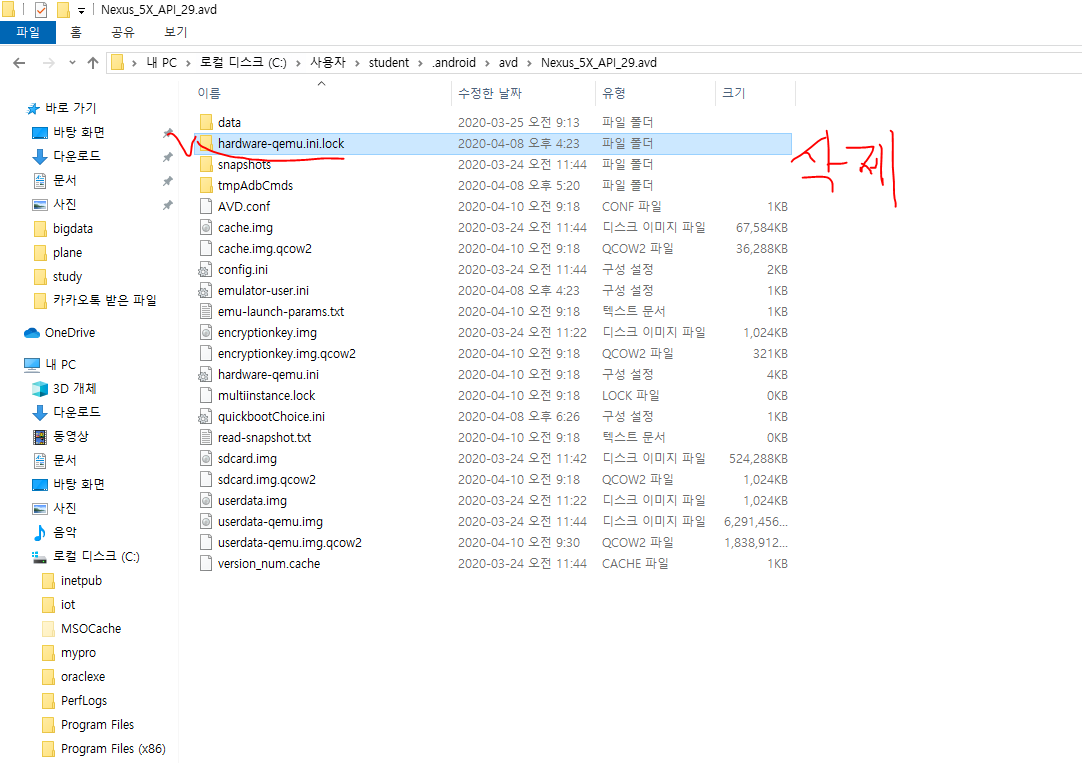 Nexus_5X_API_29.avd
파일 홈 공유 보기
내 PC 로컬 디스크 (C:) 사용자 student .android avd Nexus_5X_API_29.avd
바로 가기
바탕 화면
다운로드
문서
사진
bigdata
plane
study
카카오톡 받은 파일
OneDrive
내 PC
3D 개체
다운로드
동영상
문서
바탕 화면
사진
음악
로컬 디스크 (C:)
inetpub
iot
MSOCache
mypro
oraclexe
PerfLogs
Program Files
Program Files (x86)
이름 수정한 날짜 유형 크기
data 2020-03-25 오전 9:13 파일 폴더
hardware-qemu.ini.lock 2020-04-08 오후 4:23 파일 폴더
삭제
snapshots 2020-03-24 오전 11:44 파일 폴더
tmpAdbCmds 2020-04-08 오후 5:20 파일 폴더
AVD.conf 2020-04-10 오전 9:18 CONF 파일 1KB
cache.img 2020-03-24 오전 11:44 디스크 이미지 파일 67,584KB
cache.img.qcow2 2020-04-10 오전 9:18 QCOW2 파일 36,288KB
config.ini 2020-03-24 오전 11:44 구성 설정 2KB
emulator-user.ini 2020-04-08 오후 4:23 구성 설정 1KB
emu-launch-params.txt 2020-04-10 오전 9:18 텍스트 문서 1KB
encryptionkey.img 2020-03-24 오전 11:22 디스크 이미지 파일 1,024KB
encryptionkey.img.qcow2 2020-04-10 오전 9:18 QCOW2 파일 321KB
hardware-qemu.ini 2020-04-10 오전 9:18 구성 설정 4KB
multiinstance.lock 2020-04-10 오전 9:18 LOCK 파일 0KB
quickbootChoice.ini 2020-04-08 오후 6:26 구성 설정 1KB
read-snapshot.txt 2020-04-10 오전 9:18 텍스트 문서 0KB
sdcard.img 2020-03-24 오전 11:42 디스크 이미지 파일 524,288KB
sdcard.img.qcow2 2020-04-10 오전 9:18 QCOW2 파일 1,024KB
userdata.img 2020-03-24 오전 11:22 디스크 이미지 파일 1,024KB
userdata-qemu.img 2020-03-24 오전 11:44 디스크 이미지 파일 6,291,456...
userdata-qemu.img.qcow2 2020-04-10 오전 9:30 QCOW2 파일 1,838,912...
version_num.cache 2020-03-24 오전 11:44 CACHE 파일 1KB